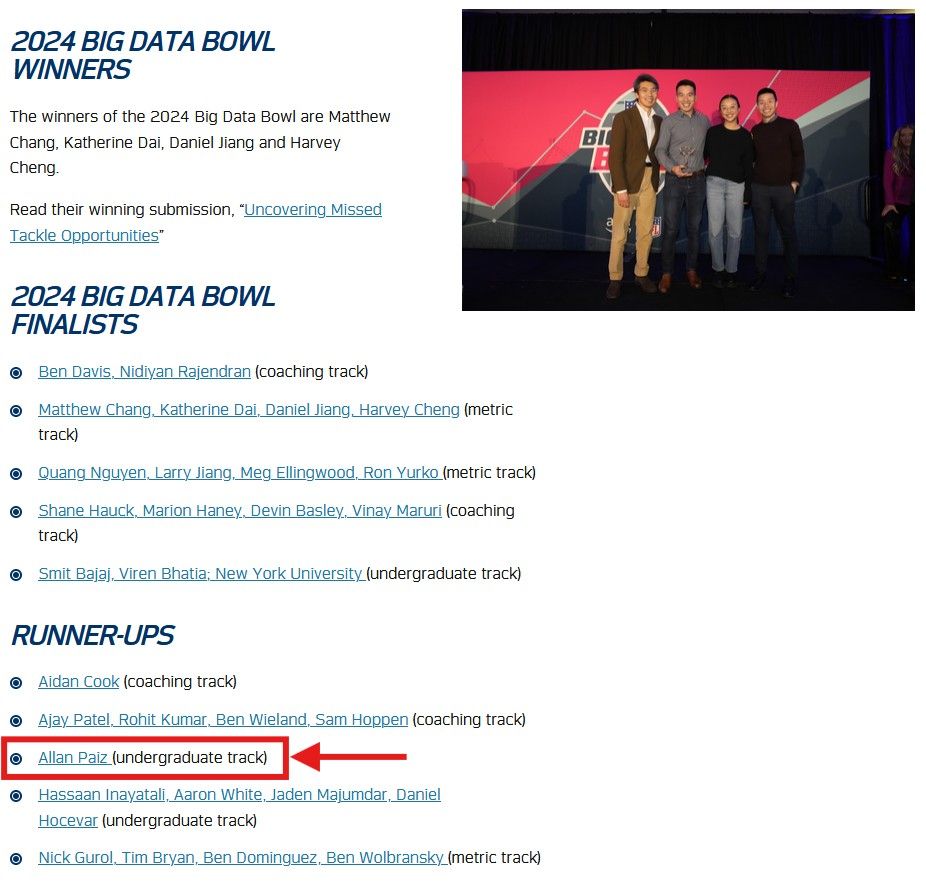 2024 BIG DATA BOWL
WINNERS
The winners of the 2024 Big Data Bowl are Matthew
Chang, Katherine Dai, Daniel Jiang and Harvey
Cheng.
Read their winning submission, “Uncovering Missed
Tackle Opportunities”
2024 BIG DATA BOWL
FINALISTS
Ben Davis, Nidiyan Rajendran (coaching track)
Matthew Chang, Katherine Dai, Daniel Jiang, Harvey Cheng (metric
track)
Quang Nguyen, Larry Jiang, Meg Ellingwood, Ron Yurko (metric track)
Shane Hauck, Marion Haney, Devin Basley, Vinay Maruri (coaching
track)
Smit Bajaj, Viren Bhatia; New York University (undergraduate track)
RUNNER-UPS
Aidan Cook (coaching track)
Ajay Patel, Rohit Kumar, Ben Wieland, Sam Hoppen (coaching track)
Allan Paiz (undergraduate track)
Hassaan Inayatali, Aaron White, Jaden Majumdar, Daniel
Hocevar (undergraduate track)
Nick Gurol, Tim Bryan, Ben Dominguez, Ben Wolbransky (metric track)